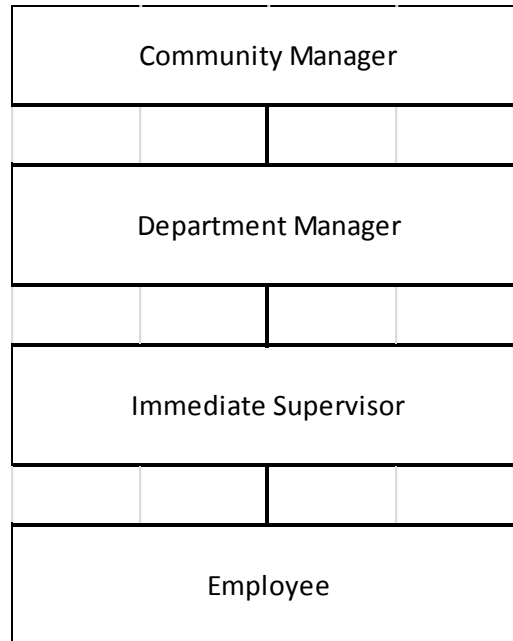 Community Manager
Department Manager
Immediate Supervisor
Employee